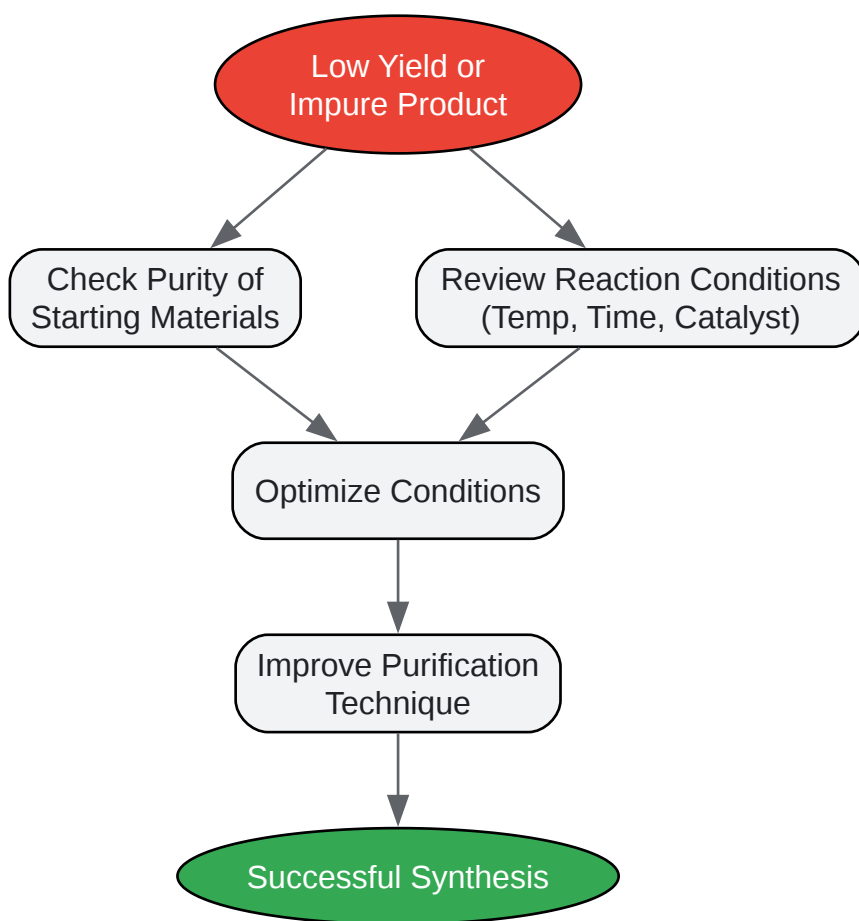 Low Yield or
Impure Product
Check Purity of
Starting Materials
Review Reaction Conditions
(Temp, Time, Catalyst)
Optimize Conditions
Improve Purification
Technique
Successful Synthesis